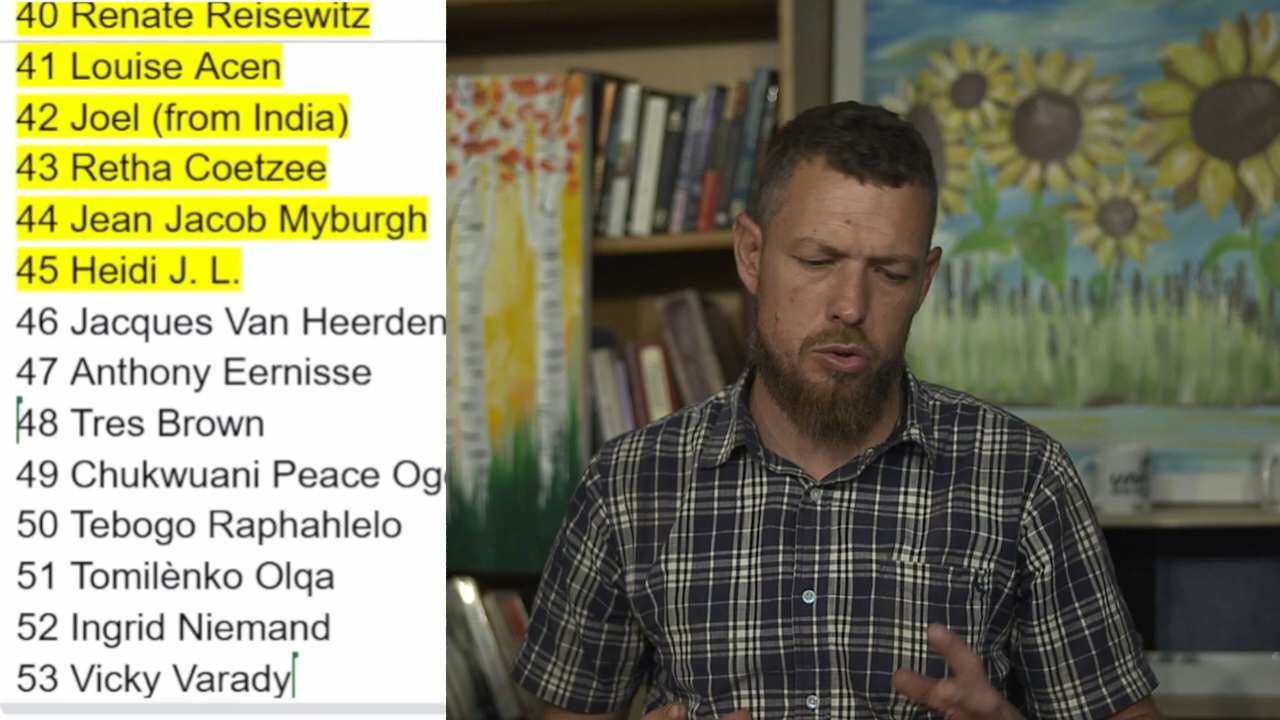 40 Renate Reisewitz
41 Louise Acen
42 Joel (from India)
43 Retha Coetzee
44 Jean Jacob Myburgh
45 Heidi J. L.
46 Jacques Van Heerden
47 Anthony Eernisse
48 Tres Brown
49 Chukwuani Peace
50 Tebogo Raphahlelo
51 Tomilènko Olqa
52 Ingrid Niemand
53 Vicky Varady